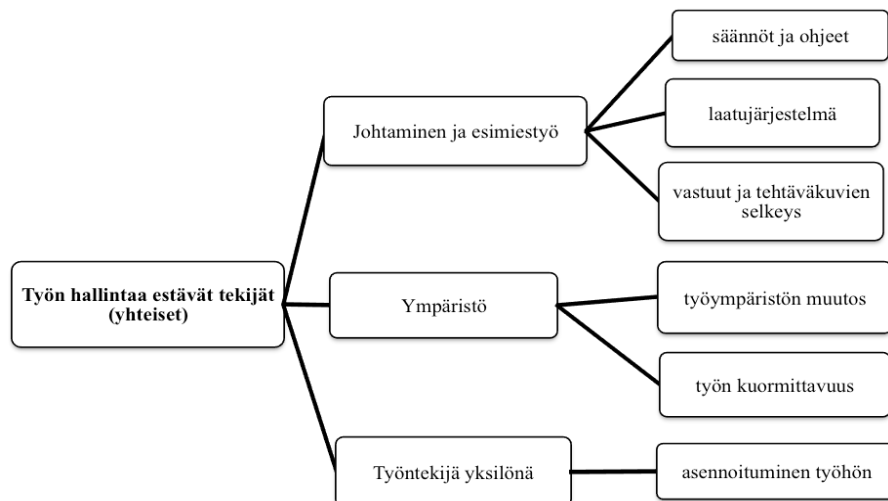 säännöt ja ohjeet
Johtaminen ja esimiestyö
laatujärjestelmä
vastuut ja tehtäväkuvien
selkeys
Työn hallintaa estävät tekijät
(yhteiset)
Ympäristö
työympäristön muutos
työn kuormittavuus
Työntekijä yksilönä
asennoituminen työhön